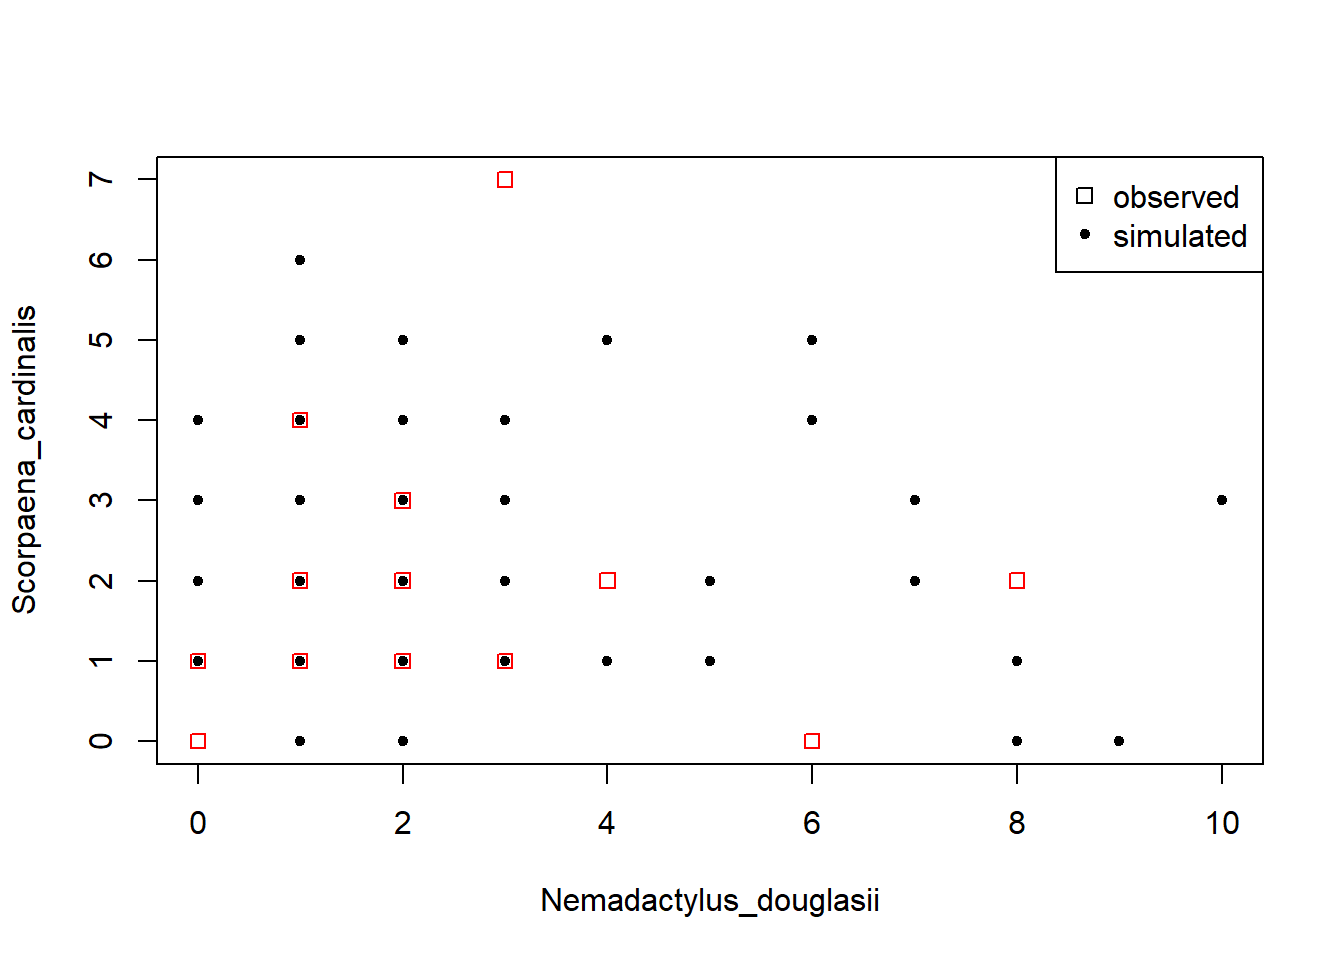 observed
simulated
7
6
5
4
3
2
1
0
Scorpaena_cardinalis
0 2 4 6 8 10
Nemadactylus_douglasii